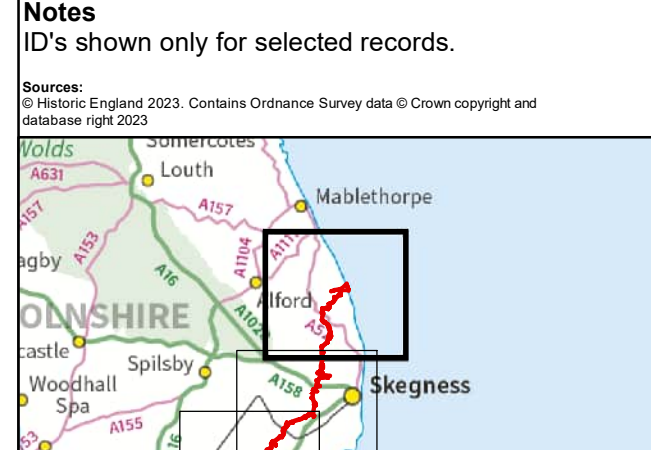 Notes
ID's shown only for selected records.
Sources:
© Historic England 2023. Contains Ordnance Survey data © Crown copyright and
database right 2023
Wolds
Somercotes
A631
Louth
Mablethorpe
A157
A157
A153
A1104
A111
agby
A16
Alford
OLNSHIRE
A1028
A5
castle
Spilsby
Woodhall
Spa
A158
Skegness
A155
16
53